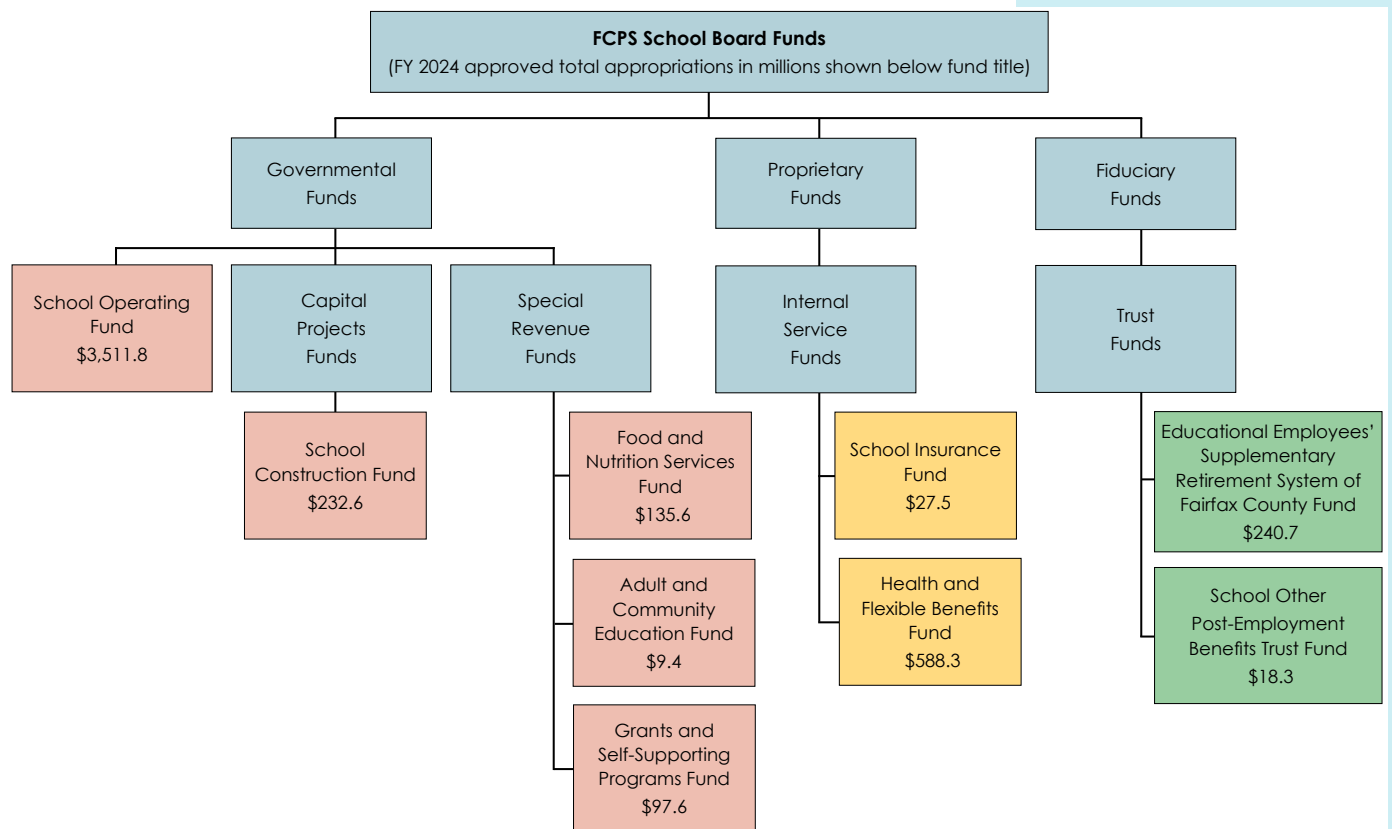 FCPS School Board Funds
(FY 2024 approved total appropriations in millions shown below fund title)
Governmental
Funds
Proprietary
Funds
Fiduciary
Funds
School Operating
Fund
$3,511.8
Capital
Projects
Funds
Special
Revenue
Funds
Internal
Service
Funds
Trust
Funds
School
Construction Fund
$232.6
Food and
Nutrition Services
Fund
$135.6
School Insurance
Fund
$27.5
Educational Employees’
Supplementary
Retirement System of
Fairfax County Fund
$240.7
Adult and
Community
Education Fund
$9.4
Health and
Flexible Benefits
Fund
$588.3
School Other
Post-Employment
Benefits Trust Fund
$18.3
Grants and
Self-Supporting
Programs Fund
$97.6